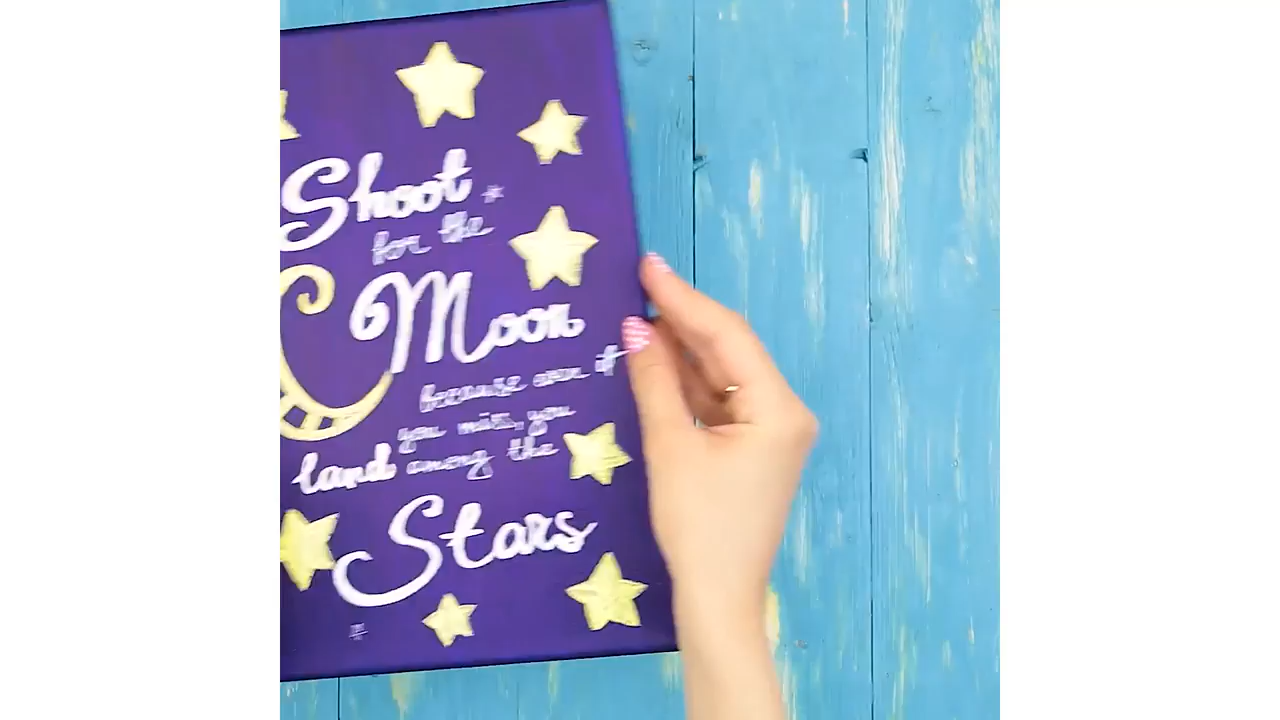 Shoot
for the
Moon
because even if
you miss, you
land among the
Stars